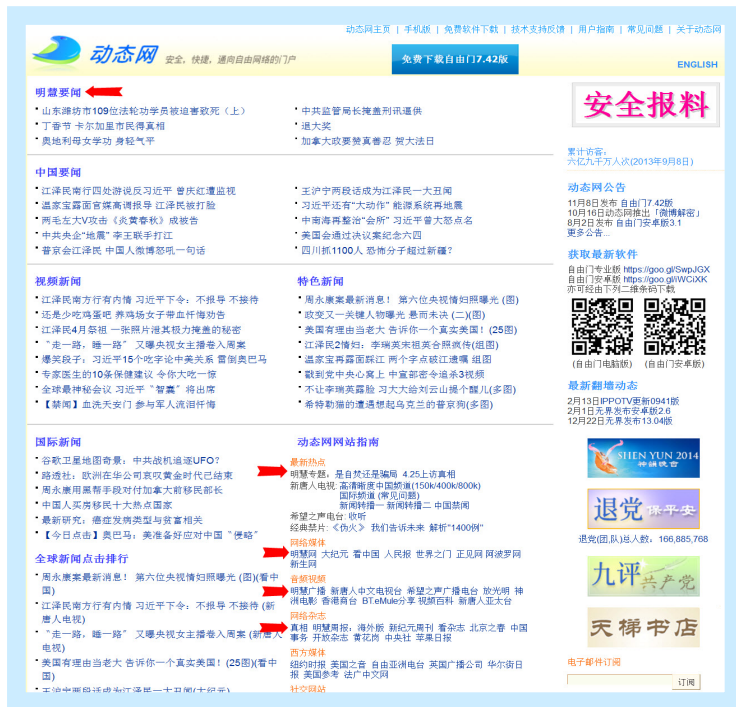 动态网主页 | 手机版 | 免费软件下载 | 技术支持反馈 | 用户指南 | 常见问题 | 关于动态网
动态网 安全，快捷，通向自由网络的门户
免费下载自由门7.42版
ENGLISH
明慧要闻
山东潍坊市109位法轮功学员被迫害致死（上）
丁香节 卡尔加里市民得真相
奥地利母女学功 身轻气平
中共监管局长掩盖刑讯逼供
退大奖
加拿大政要赞真善忍 贺大法日
安全报料
累计访客:
六亿九千万人次(2013年9月8日)
中国要闻
江泽民南行四处游说反习近平 曾庆红遭监视
温家宝露面官媒高调报导 江泽民被打脸
两毛左大V攻击《炎黄春秋》成被告
中共央企"地震" 李王联手打江
普京会江泽民 中国人微博怒吼一句话
王沪宁两段话成为江泽民一大丑闻
习近平还有"大动作" 能源系统再地震
中南海再整治"会所" 习近平曾大怒点名
美国会通过决议案纪念六四
四川抓1100人 恐怖分子超过新疆？
动态网公告
11月8日发布 自由门7.42版
10月16日动态网推出「微博解密」
8月2日发布 自由门安卓版3.1
更多公告...
获取最新软件
自由门专业版 https://goo.gl/SwpJGX
自由门安卓版 https://goo.gl/iWCiXK
亦可经由下列二维条码下载
(自由门电脑版) (自由门安卓版)
视频新闻
江泽民南方行有内情 习近平下令：不报导 不接待
还是少吃鸡蛋吧 养鸡场女子带血忏悔劝告
江泽民4月祭祖 一张照片泄其极力掩盖的秘密
"走一路，睡一路" 又曝央视女主播卷入周案
爆笑段子：习近平15个吃字论中美关系 雷倒奥巴马
专家医生的10条保健建议 令你大吃一惊
全球最神秘会议 习近平"智囊"将出席
【禁闻】血洗天安门 参与军人流泪忏悔
特色新闻
周永康案最新消息！ 第六位央视情妇照曝光 (图)
政变又一关键人物曝光 悬而未决 (二)(图)
美国有理由当老大 告诉你一个真实美国！(25图)
江泽民2情妇：李瑞英宋祖英合照疯传(组图)
温家宝再露面踩江 两个字点破江遗嘱 组图
戳到党中央心窝上 中宣部密令追杀3视频
不让李瑞英露脸 习大大给刘云山提个醒儿(多图)
希特勒猫的遭遇想起乌克兰的普京狗(多图)
最新翻墙动态
2月13日IPPOTV更新0941版
2月1日无界发布安卓版2.6
12月22日无界发布13.04版
SHEN YUN 2014
神韵晚会
退党 保平安
退党(团,队)总人数：166,885,768
九评共产党
天梯书店
电子邮件订阅
订阅
国际新闻
谷歌卫星地图奇景：中共战机追逐UFO？
路透社：欧洲在华公司哀叹黄金时代已结束
周永康用黑帮手段对付加拿大前移民部长
中国人买房移民十大热点国家
最新研究：癌症发病类型与贫富相关
【今日点击】奥巴马：美准备好应对中国"侵略"
全球新闻点击排行
周永康案最新消息！ 第六位央视情妇照曝光 (图)(看中
国)
江泽民南方行有内情 习近平下令：不报导 不接待 (新
唐人电视)
"走一路，睡一路" 又曝央视女主播卷入周案 (新唐人
电视)
美国有理由当老大 告诉你一个真实美国！(25图)(看中
国)
王沪宁两段话成为江泽民一大丑闻(大纪元)
动态网网站指南
最新热点
明慧专题：是自焚还是骗局 4.25上访真相
新唐人电视: 高清晰度中国频道(150k/400k/800k)
国际频道 (常见问题)
新闻转播一 新闻转播二 中国禁闻
希望之声电台: 收听
经典禁片: 《伪火》 我们告诉未来 解析"1400例"
网络媒体
明慧网 大纪元 看中国 人民报 世界之门 正见网 阿波罗网
新生网
音频视频
明慧广播 新唐人中文电视台 希望之声广播电台 放光明 神
洲电影 香港商台 BT.eMule分享 视频百科 新唐人亚太台
网络杂志
真相 明慧周报：海外版 新纪元周刊 看杂志 北京之春 中国
事务 开放杂志 黄花岗 中央社 苹果日报
西方媒体
纽约时报 美国之音 自由亚洲电台 英国广播公司 华尔街日
报 美国参考 法广中文网
社交网站